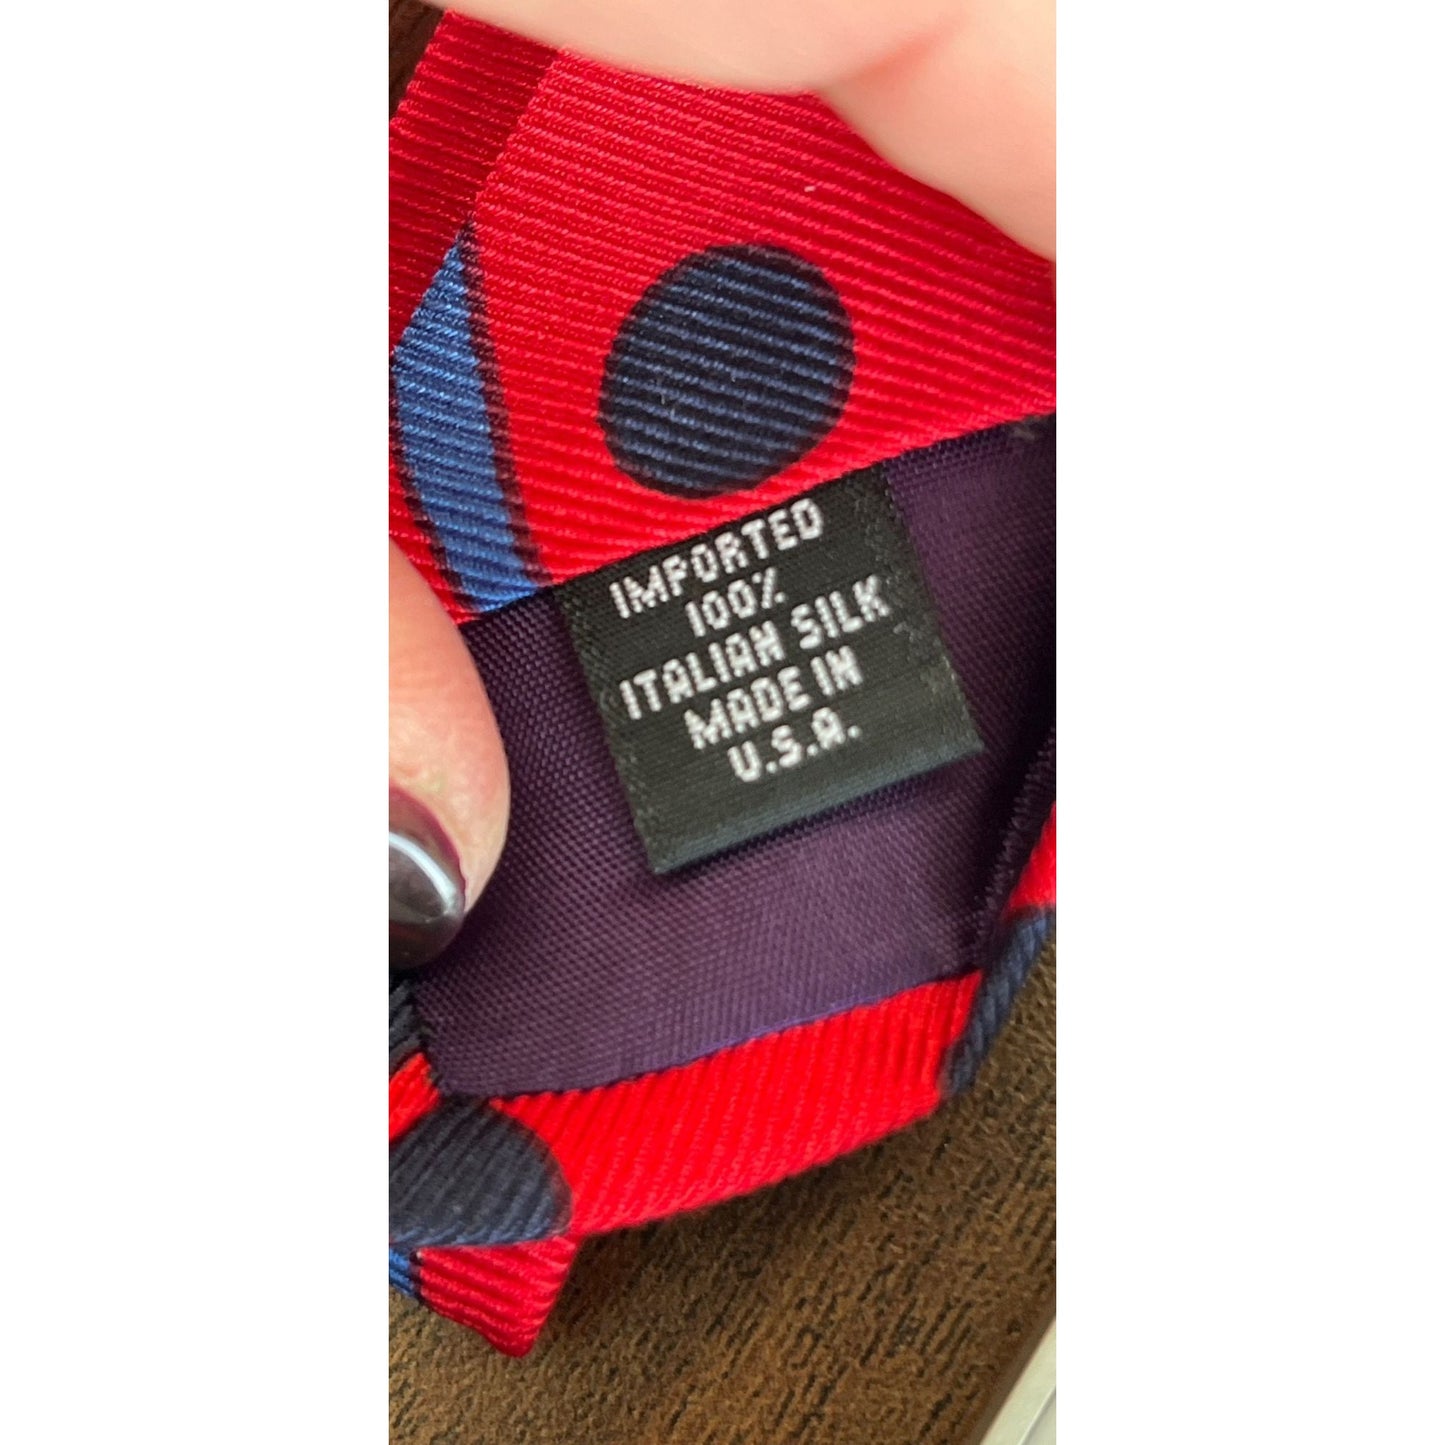 IMPORTED
100%
ITALIAN SILK
MADE IN
U.S.A.